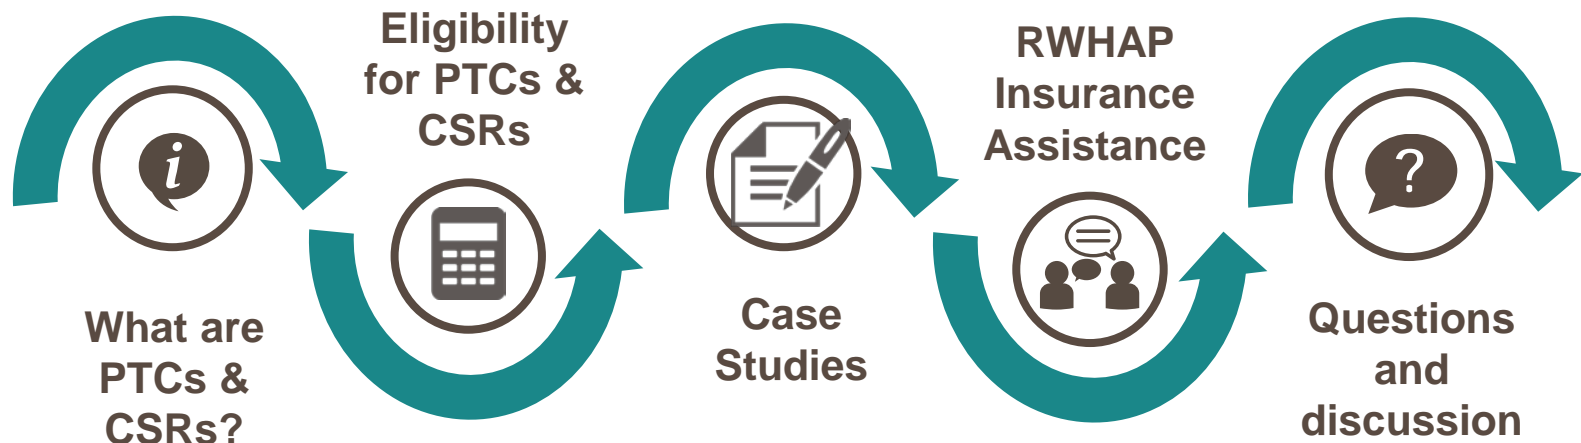 What are
PTCs &
CSRs?
Eligibility
for PTCs &
CSRs
Case
Studies
RWHAP
Insurance
Assistance
Questions
and
discussion
i
?